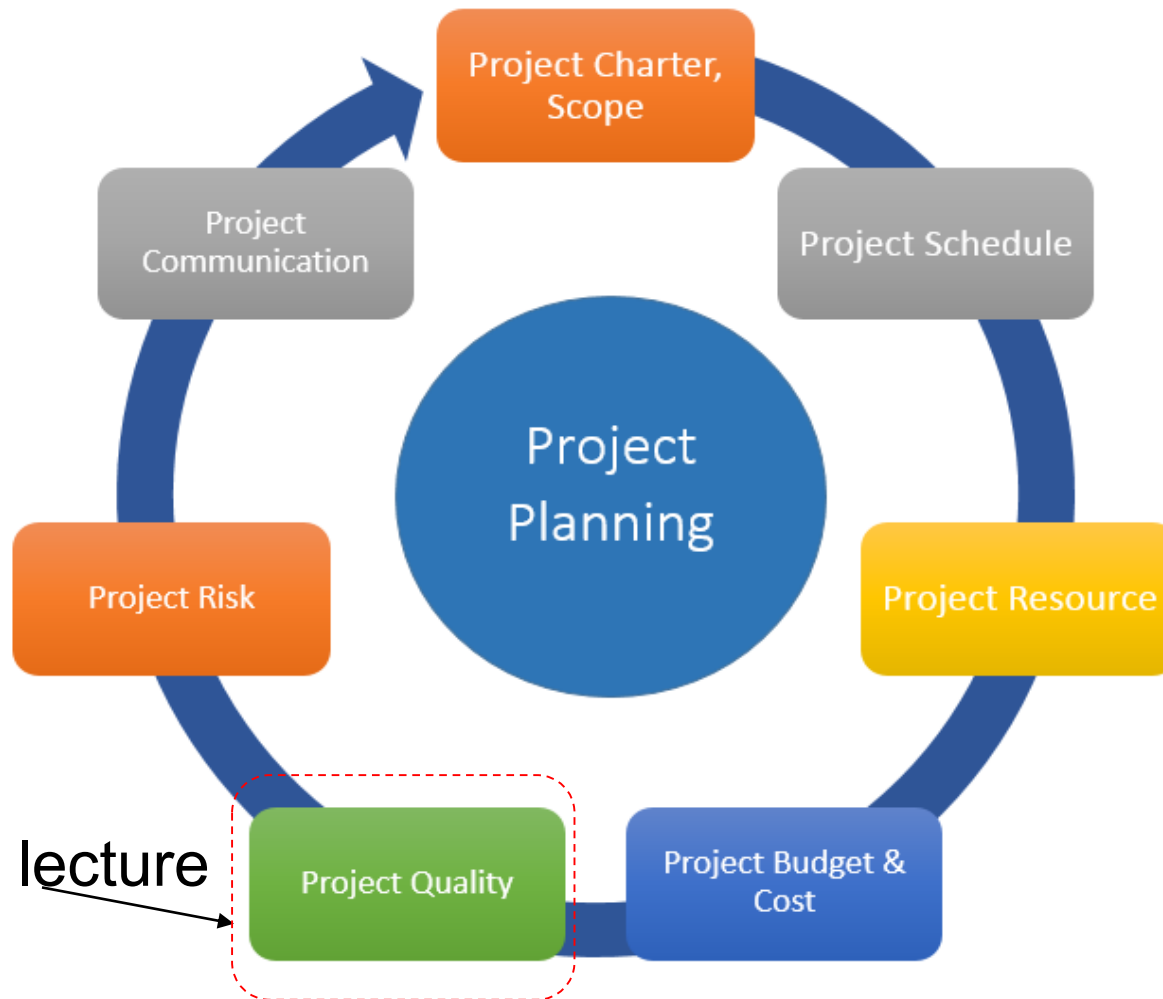 Project Charter,
Scope
Project Schedule
Project Resource
Project Budget &
Cost
Project Quality
lecture
Project Risk
Project
Communication
Project
Planning